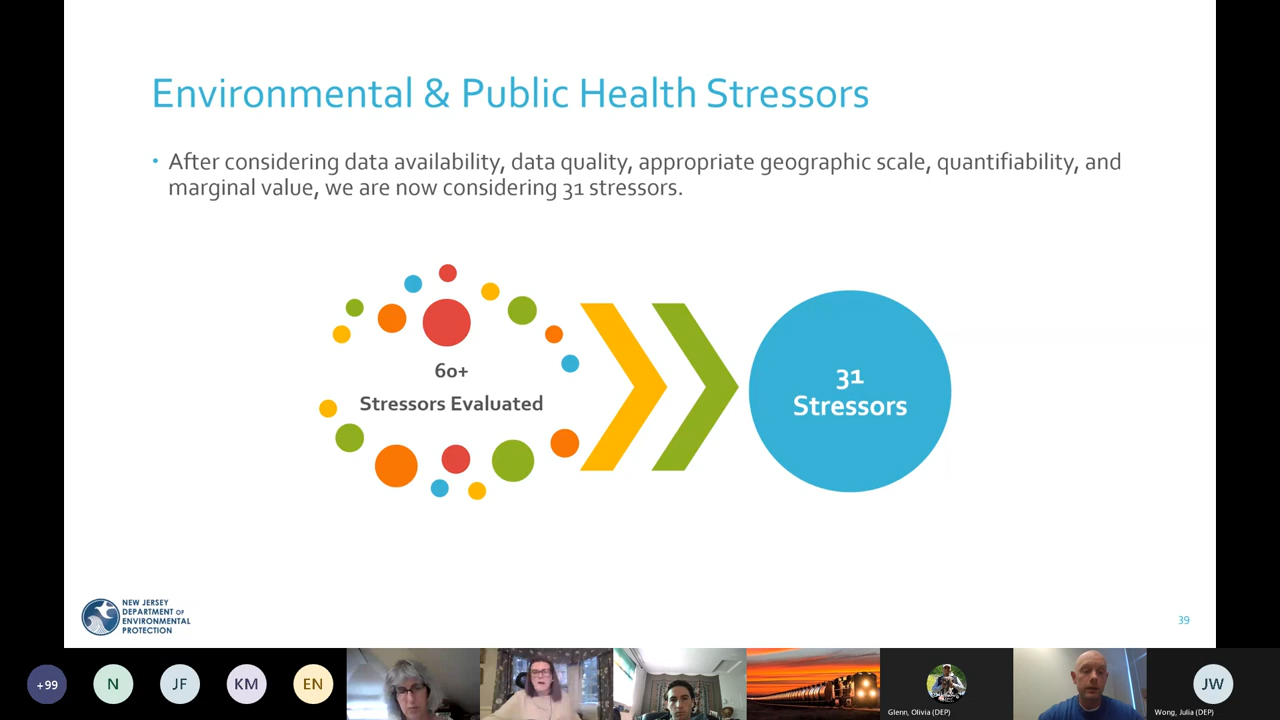 Environmental & Public Health Stressors
• After considering data availability, data quality, appropriate geographic scale, quantifiability, and
marginal value, we are now considering 31 stressors.
60+
Stressors Evaluated
31
Stressors
NEW JERSEY
DEPARTMENT OF
ENVIRONMENTAL
PROTECTION
39
+99
N
JF
KM
EN
Glenn, Olivia (DEP)
JW
Wong, Julia (DEP)